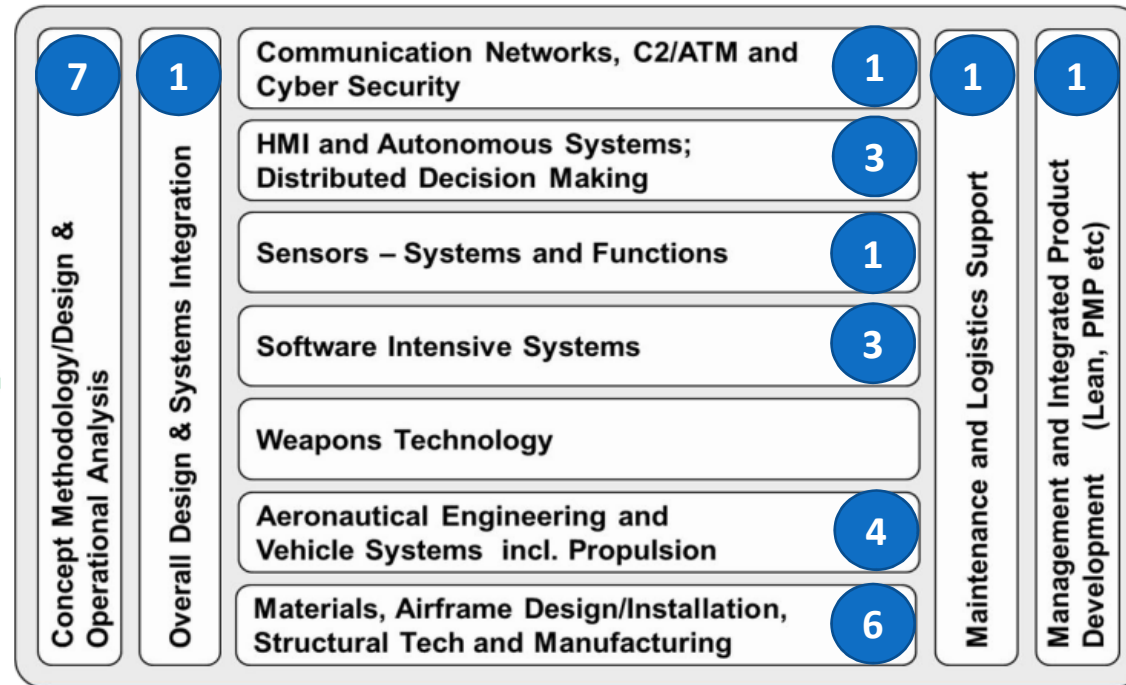 7
Concept Methodology/Design &
Operational Analysis
1
Overall Design & Systems Integration
Communication Networks, C2/ATM and
Cyber Security
1
HMI and Autonomous Systems;
Distributed Decision Making
3
Sensors – Systems and Functions
1
Software Intensive Systems
3
Weapons Technology
Aeronautical Engineering and
Vehicle Systems incl. Propulsion
4
Materials, Airframe Design/Installation,
Structural Tech and Manufacturing
6
1
Maintenance and Logistics Support
1
Management and Integrated Product
Development (Lean, PMP etc)